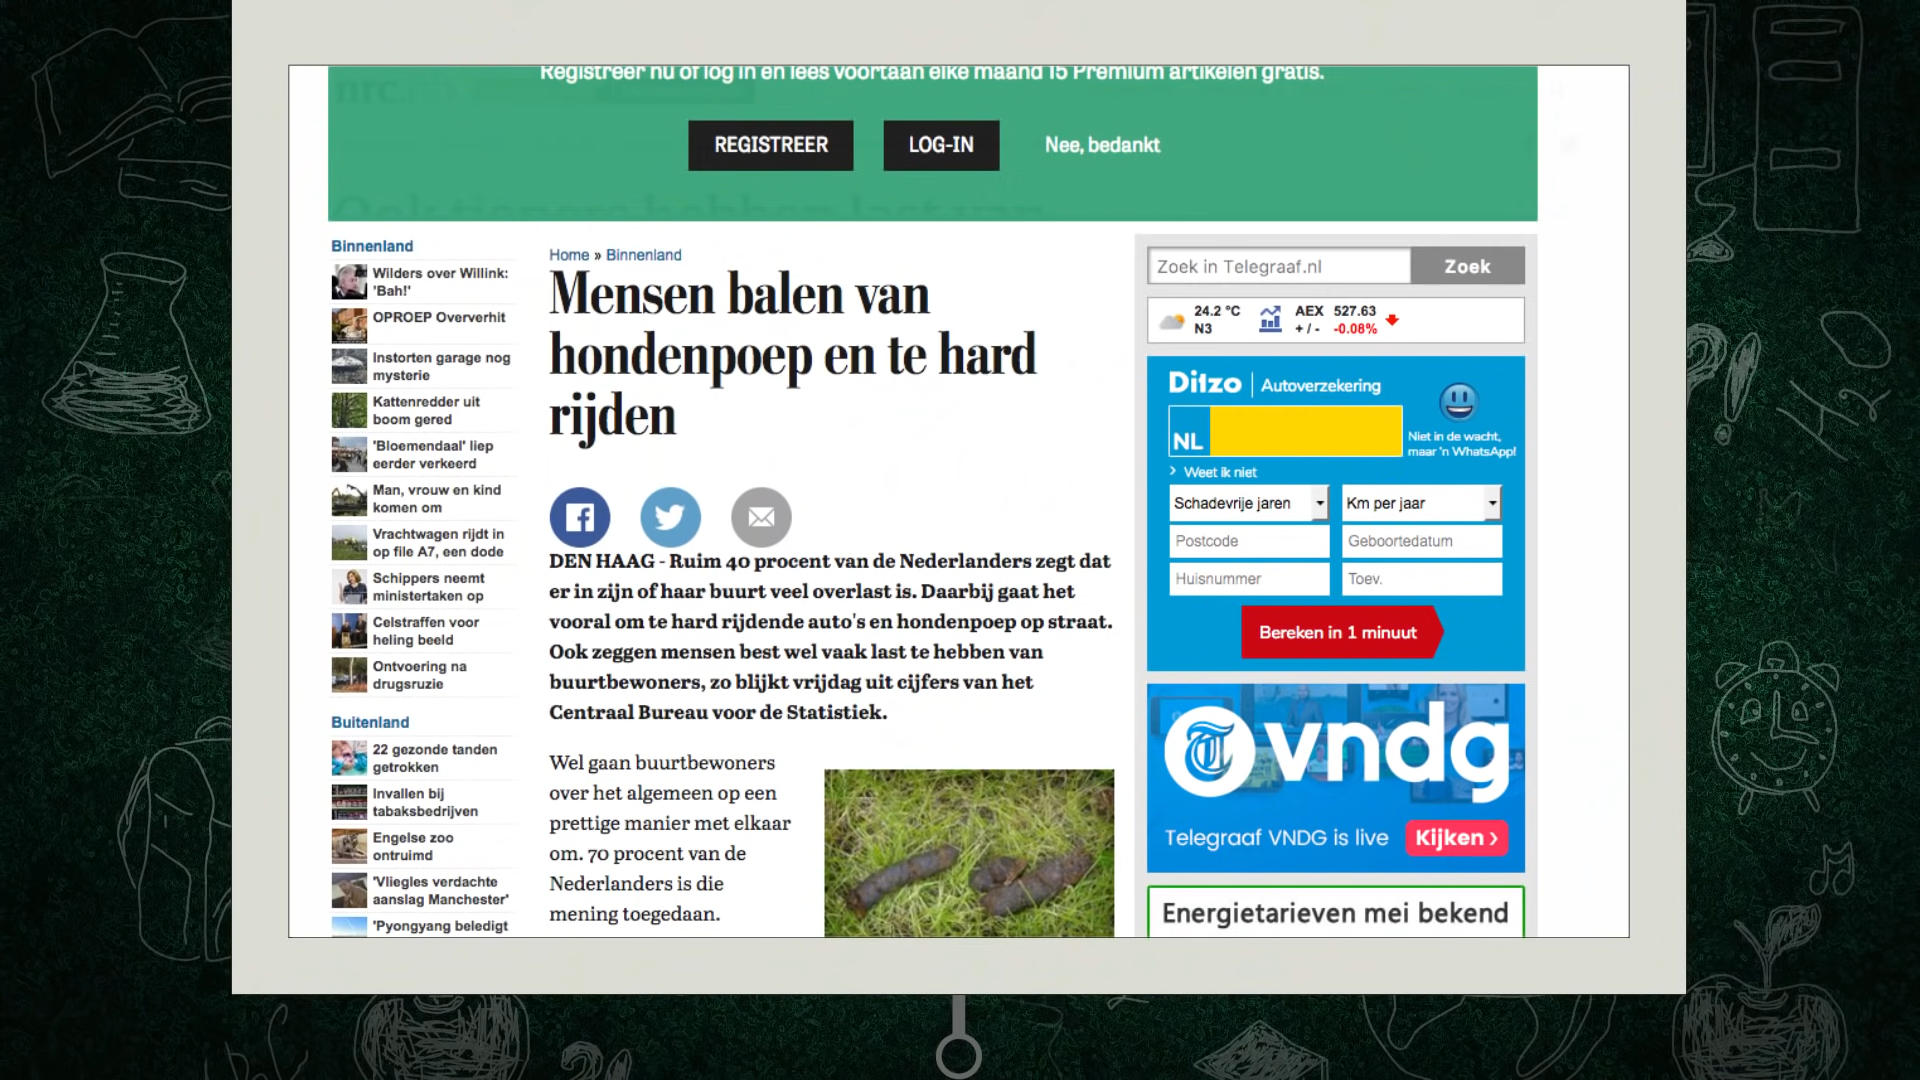 Registreer nu of log in en lees voortaan elke maand 15 Premium artikelen gratis.
REGISTREER
LOG-IN
Nee, bedankt
Binnenland
Wilders over Willink:
'Bah!'
OPROEP Oververhit
Instorten garage nog
mysterie
Kattenredder uit
boom gered
'Bloemendaal' liep
eerder verkeerd
Man, vrouw en kind
komen om
Vrachtwagen rijdt in
op file A7, een dode
Schippers neemt
ministertaken op
Celstraffen voor
heling beeld
Ontvoering na
drugsruzie
Buitenland
22 gezonde tanden
getrokken
Invallen bij
tabaksbedrijven
Engelse zoo
ontruimd
'Vliegles verdachte
aanslag Manchester'
'Pyongyang beledigt
Home » Binnenland
Mensen balen van
hondenpoep en te hard
rijden
DEN HAAG - Ruim 40 procent van de Nederlanders zegt dat
er in zijn of haar buurt veel overlast is. Daarbij gaat het
vooral om te hard rijdende auto's en hondenpoep op straat.
Ook zeggen mensen best wel vaak last te hebben van
buurtbewoners, zo blijkt vrijdag uit cijfers van het
Centraal Bureau voor de Statistiek.
Wel gaan buurtbewoners
over het algemeen op een
prettige manier met elkaar
om. 70 procent van de
Nederlanders is die
mening toegedaan.
Zoek in Telegraaf.nl
Zoek
24.2 °C
N3
AEX 527.63
+ / - -0.08%
Ditzo | Autoverzekering
NL
Niet in de wacht,
maar 'n WhatsApp!
> Weet ik niet
Schadevrije jaren
Km per jaar
Postcode
Geboortedatum
Huisnummer
Toev.
Bereken in 1 minuut
T vndg
Telegraaf VNDG is live
Kijken >
Energietarieven mei bekend
?!
H2O